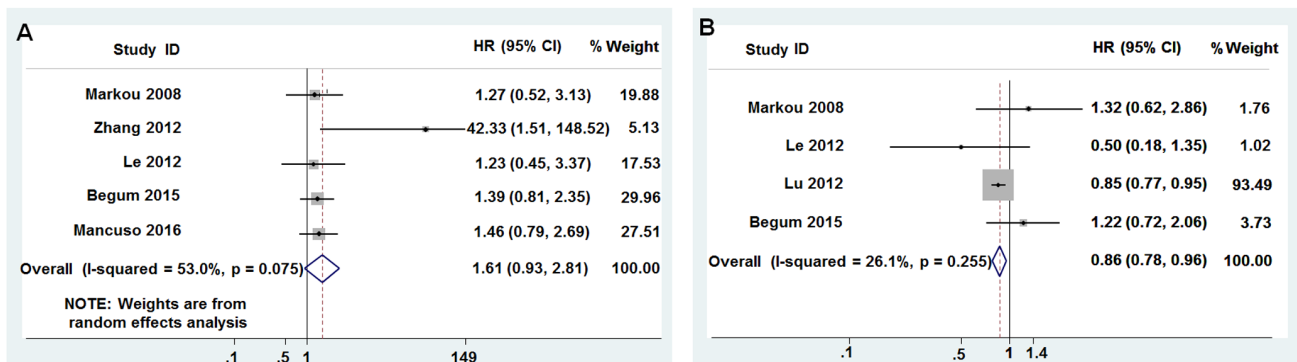 A
Study ID HR (95% CI) % Weight
Markou 2008 1.27 (0.52, 3.13) 19.88
Zhang 2012 42.33 (1.51, 148.52) 5.13
Le 2012 1.23 (0.45, 3.37) 17.53
Begum 2015 1.39 (0.81, 2.35) 29.96
Mancuso 2016 1.46 (0.79, 2.69) 27.51
Overall (I-squared = 53.0%, p = 0.075) 1.61 (0.93, 2.81) 100.00
NOTE: Weights are from
random effects analysis
.1 .5 1 149
B
Study ID HR (95% CI) % Weight
Markou 2008 1.32 (0.62, 2.86) 1.76
Le 2012 0.50 (0.18, 1.35) 1.02
Lu 2012 0.85 (0.77, 0.95) 93.49
Begum 2015 1.22 (0.72, 2.06) 3.73
Overall (I-squared = 26.1%, p = 0.255) 0.86 (0.78, 0.96) 100.00
.1 .5 1 1.4